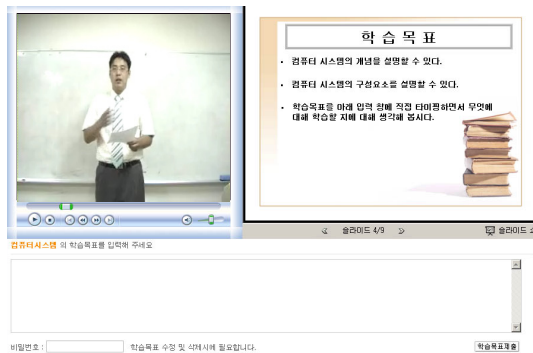 학 습 목 표
• 컴퓨터 시스템의 개념을 설명할 수 있다.
• 컴퓨터 시스템의 구성요소를 설명할 수 있다.
• 학습목표를 아래 입력 창에 직접 타이핑하면서 무엇에
대해 학습할 지에 대해 생각해 봅시다.
슬라이드 4/9
슬라이드
컴퓨터시스템 의 학습목표를 입력해 주세요
비밀번호 :
학습목표 수정 및 삭제시에 필요합니다.
학습목표제출